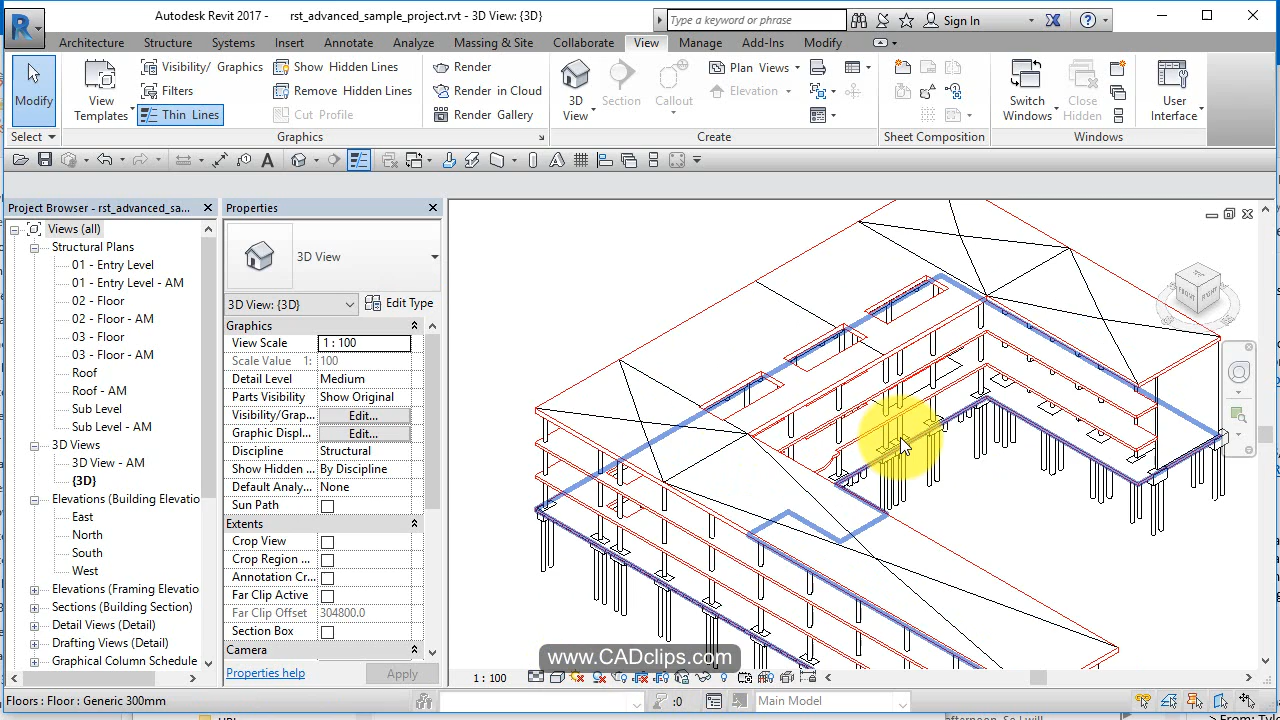 Autodesk Revit 2017 - rst_advanced_sample_project.rvt - 3D View: {3D}
Type a keyword or phrase
Sign In
Architecture Structure Systems Insert Annotate Analyze Massing & Site Collaborate View Manage Add-Ins Modify
Modify
View
Templates
Visibility/ Graphics
Filters
Thin Lines
Show Hidden Lines
Remove Hidden Lines
Cut Profile
Render
Render in Cloud
Render Gallery
3D
View
Section
Callout
Plan Views
Elevation
Switch
Windows
Close
Hidden
User
Interface
Select
Graphics
Create
Sheet Composition
Windows
Project Browser - rst_advanced_sa...
Views (all)
Structural Plans
01 - Entry Level
01 - Entry Level - AM
02 - Floor
02 - Floor - AM
03 - Floor
03 - Floor - AM
Roof
Roof - AM
Sub Level
Sub Level - AM
3D Views
3D View - AM
{3D}
Elevations (Building Elevatio
East
North
South
West
Elevations (Framing Elevatio
Sections (Building Section)
Detail Views (Detail)
Drafting Views (Detail)
Graphical Column Schedule
Properties
3D View
3D View: {3D}
Edit Type
Graphics
View Scale 1 : 100
Scale Value 1: 100
Detail Level Medium
Parts Visibility Show Original
Visibility/Grap... Edit...
Graphic Displ... Edit...
Discipline Structural
Show Hidden ... By Discipline
Default Analy... None
Sun Path
Extents
Crop View
Crop Region ...
Annotation Cr...
Far Clip Active
Far Clip Offset 304800.0
Section Box
Camera
Properties help
Apply
FRONT
www.CADclips.com
1 : 100
Floors : Floor : Generic 300mm
:0
Main Model